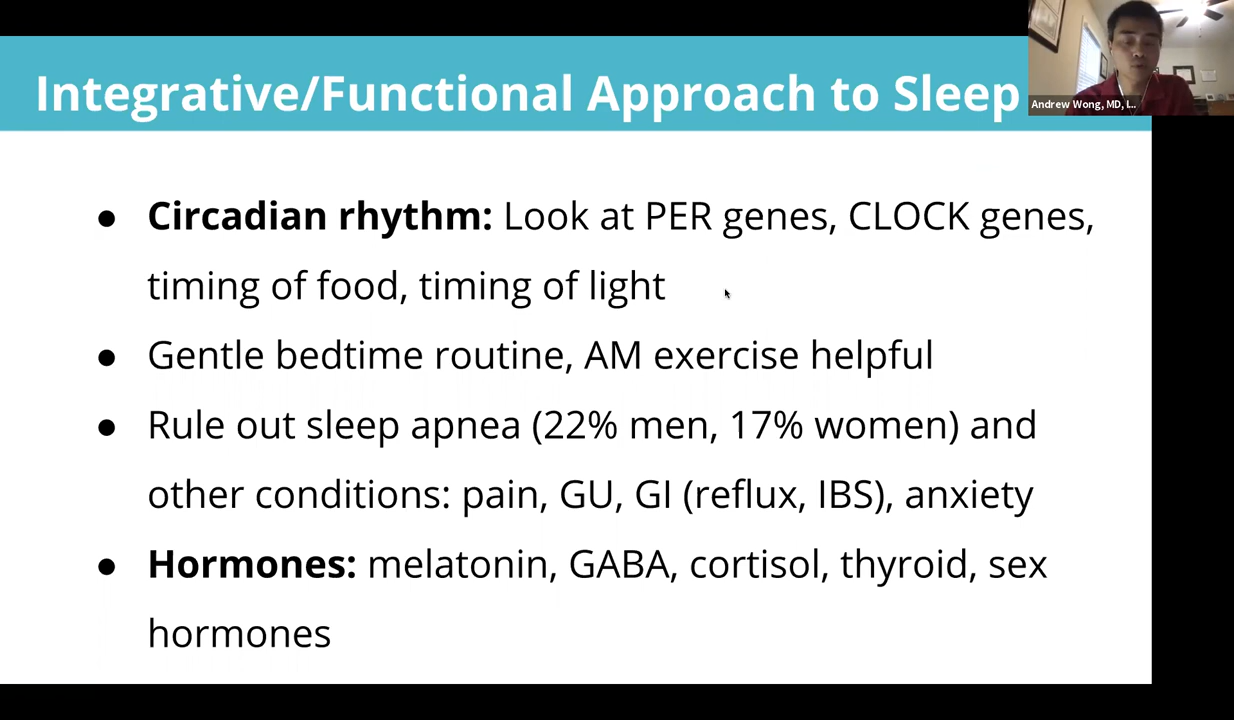 Integrative/Functional Approach to Sleep
Andrew Wong, MD, L..
● Circadian rhythm: Look at PER genes, CLOCK genes,
timing of food, timing of light
● Gentle bedtime routine, AM exercise helpful
● Rule out sleep apnea (22% men, 17% women) and
other conditions: pain, GU, GI (reflux, IBS), anxiety
● Hormones: melatonin, GABA, cortisol, thyroid, sex
hormones